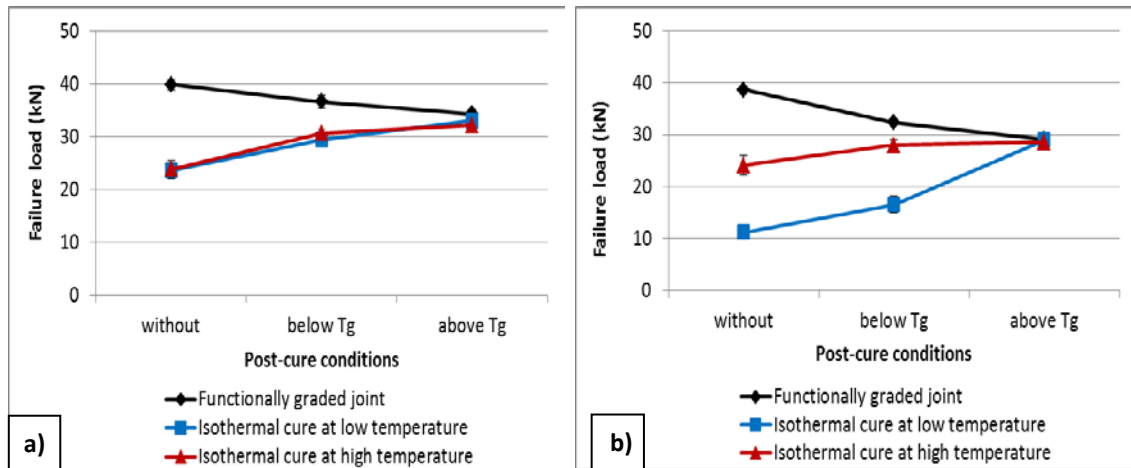 50
40
30
20
10
0
Failure load (kN)
without
below Tg
above Tg
Post-cure conditions
Functionally graded joint
Isothermal cure at low temperature
Isothermal cure at high temperature
a)
50
40
30
20
10
0
Failure load (kN)
without
below Tg
above Tg
Post-cure conditions
Functionally graded joint
Isothermal cure at low temperature
Isothermal cure at high temperature
b)